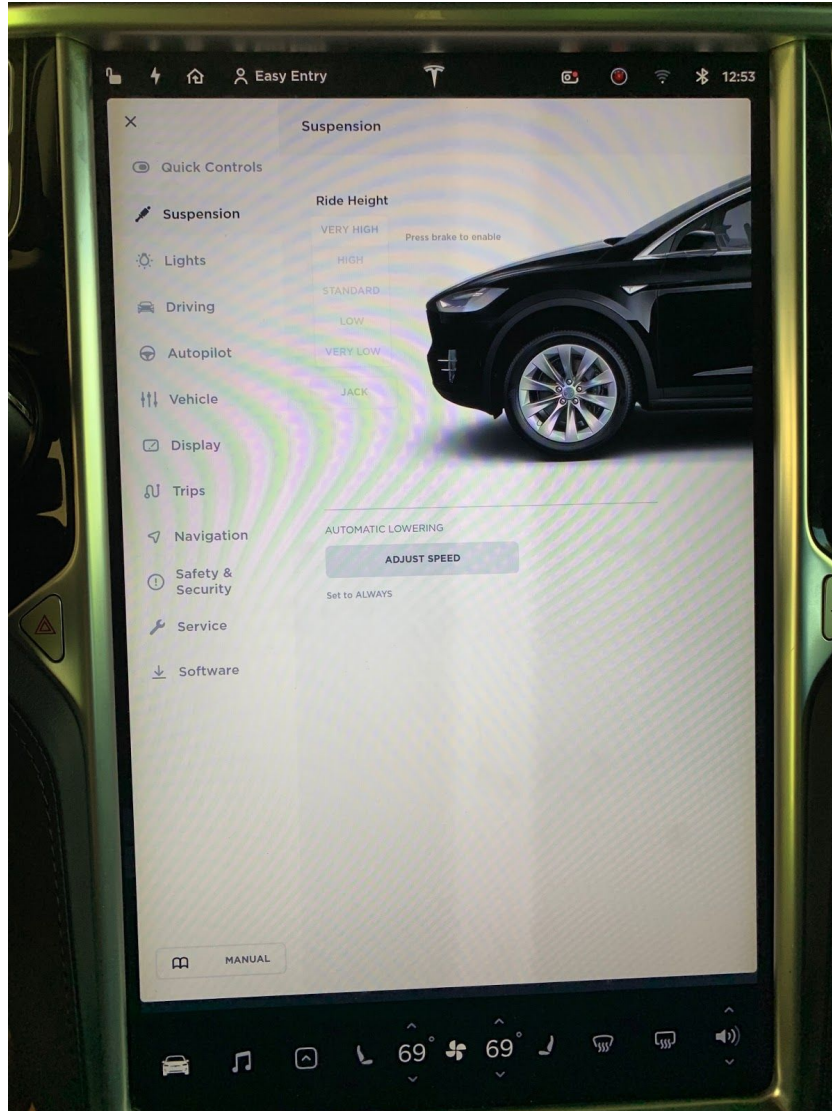 Easy Entry
12:53
Suspension
Quick Controls
Suspension
Lights
Driving
Autopilot
Vehicle
Display
Trips
Navigation
Safety &
Security
Service
Software
Ride Height
VERY HIGH
Press brake to enable
HIGH
STANDARD
LOW
VERY LOW
JACK
AUTOMATIC LOWERING
ADJUST SPEED
Set to ALWAYS
MANUAL
69° 69°